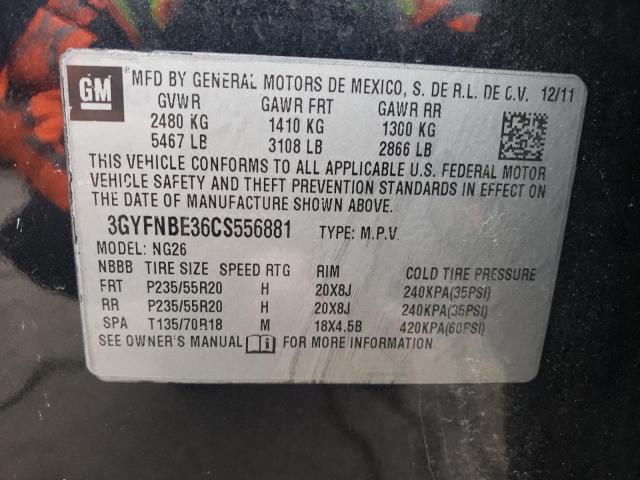 GM
MFD BY GENERAL MOTORS DE MEXICO, S. DE R.L. DE C.V. 12/11
GVWR GAWR FRT GAWR RR
2480 KG 1410 KG 1300 KG
5467 LB 3108 LB 2866 LB
THIS VEHICLE CONFORMS TO ALL APPLICABLE U.S. FEDERAL MOTOR
VEHICLE SAFETY AND THEFT PREVENTION STANDARDS IN EFFECT ON
THE DATE OF MANUFACTURE SHOWN ABOVE.
3GYFNBE36CS556881 TYPE: M.P.V.
MODEL: NG26
NBBB TIRE SIZE SPEED RTG RIM COLD TIRE PRESSURE
FRT P235/55R20 H 20X8J 240KPA(35PSI)
RR P235/55R20 H 20X8J 240KPA(35PSI)
SPA T135/70R18 M 18X4.5B 420KPA(60PSI)
SEE OWNER'S MANUAL FOR MORE INFORMATION